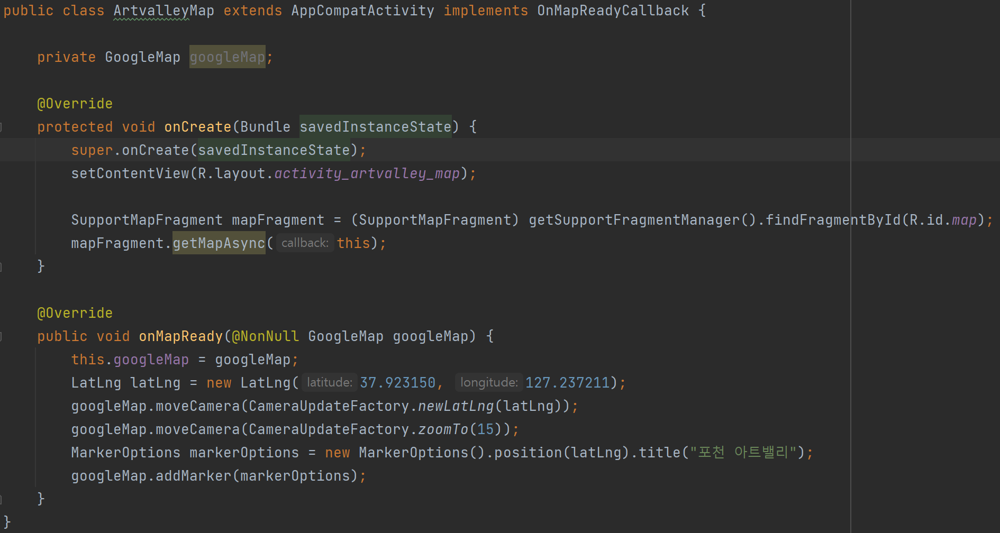 public class ArtvalleyMap extends AppCompatActivity implements OnMapReadyCallback {
private GoogleMap googleMap;
@Override
protected void onCreate(Bundle savedInstanceState) {
super.onCreate(savedInstanceState);
setContentView(R.layout.activity_artvalley_map);
SupportMapFragment mapFragment = (SupportMapFragment) getSupportFragmentManager().findFragmentById(R.id.map);
mapFragment.getMapAsync( callback: this);
}
@Override
public void onMapReady(@NonNull GoogleMap googleMap) {
this.googleMap = googleMap;
LatLng latLng = new LatLng( latitude: 37.923150, longitude: 127.237211);
googleMap.moveCamera(CameraUpdateFactory.newLatLng(latLng));
googleMap.moveCamera(CameraUpdateFactory.zoomTo(15));
MarkerOptions markerOptions = new MarkerOptions().position(latLng).title("포천 아트밸리");
googleMap.addMarker(markerOptions);
}
}